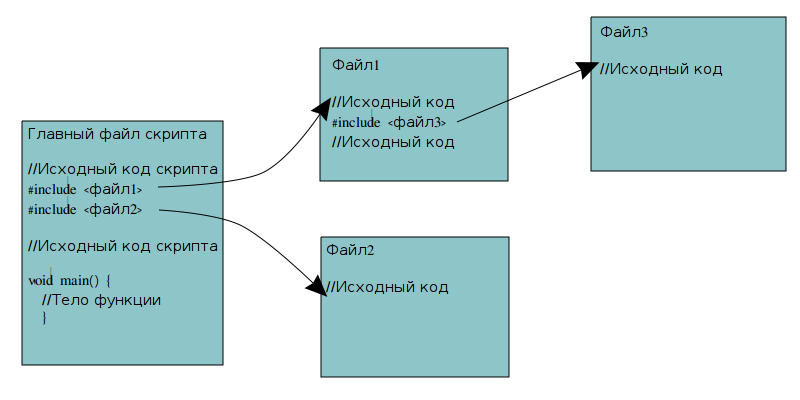 Главный файл скрипта
//Исходный код скрипта
#include <файл1>
#include <файл2>
//Исходный код скрипта
void main() {
//Тело функции
}
Файл1
//Исходный код
#include <файл3>
//Исходный код
Файл2
//Исходный код
Файл3
//Исходный код